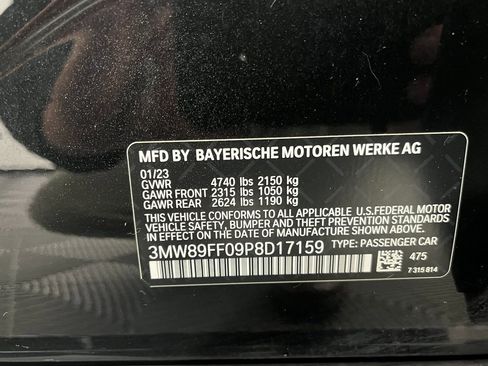 MFD BY BAYERISCHE MOTOREN WERKE AG
01/23
GVWR 4740 lbs 2150 kg
GAWR FRONT 2315 lbs 1050 kg
GAWR REAR 2624 lbs 1190 kg
THIS VEHICLE CONFORMS TO ALL APPLICABLE U.S.FEDERAL MOTOR
VEHICLE SAFETY, BUMPER, AND THEFT PREVENTION STANDARDS
IN EFFECT ON THE DATE OF MANUFACTURE SHOWN ABOVE.
3MW89FF09P8D17159 TYPE: PASSENGER CAR
475
7 315 814